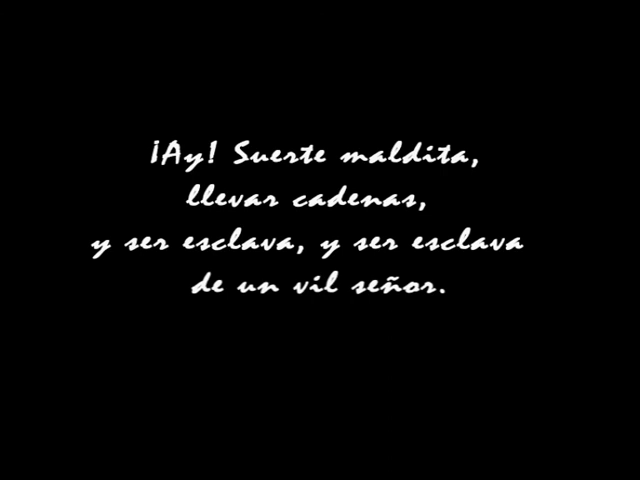 ¡Ay! Suerte maldita,
llevar cadenas,
y ser esclava, y ser esclava
de un vil señor.